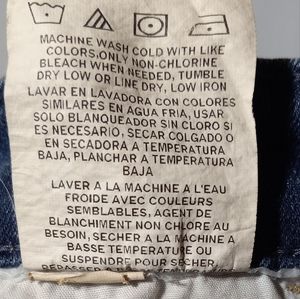 MACHINE WASH COLD WITH LIKE
COLORS, ONLY NON-CHLORINE
BLEACH WHEN NEEDED, TUMBLE
DRY LOW OR LINE DRY, LOW IRON
LAVAR EN LAVADORA CON COLORES
SIMILARES EN AGUA FRIA, USAR
SOLO BLANQUEADOR SIN CLORO SI
ES NECESARIO, SECAR COLGADO O
EN SECADORA A TEMPERATURA
BAJA, PLANCHAR A TEMPERATURA
BAJA
LAVER A LA MACHINE A L'EAU
FROIDE AVEC COULEURS
SEMBLABLES, AGENT DE
BLANCHIMENT NON CHLORE AU
BESOIN, SECHER A LA MACHINE A
BASSE TEMPERATURE OU
SUSPENDRE POUR SECHER,
REPASSER A